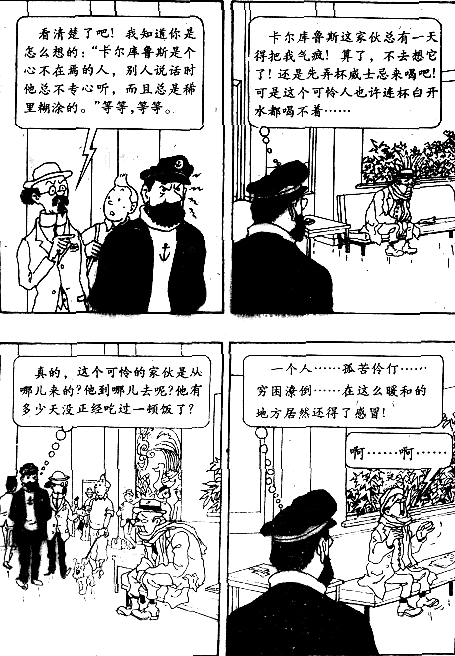 看清楚了吧！我知道你是
怎么想的：“卡尔库鲁斯是个
心不在焉的人，别人说话时
他总不专心听，而且总是稀
里糊涂的。”等等，等等。
卡尔库鲁斯这家伙总有一天
得把我气疯！算了，不去想它
了！还是先弄杯威士忌来喝吧！
可是这个可怜人也许连杯白开
水都喝不着……
真的，这个可怜的家伙是从
哪儿来的？他到哪儿去呢？他有
多少天没正经吃过一顿饭了？
一个人……孤苦伶仃……
穷困潦倒……在这么暖和的
地方居然还得了感冒！
啊……啊……